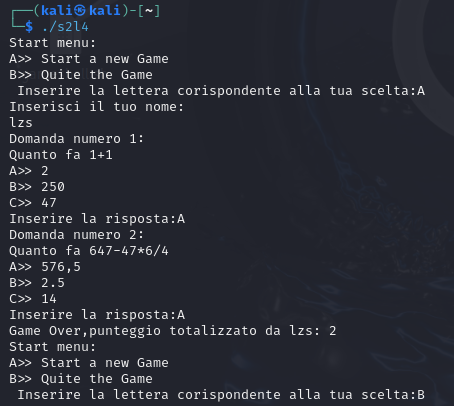 ┌──(kali㉿kali)-[~]
└─$ ./s2l4
Start menu:
A>> Start a new Game
B>> Quite the Game
 Inserire la lettera corispondente alla tua scelta:A
Inserisci il tuo nome:
lzs
Domanda numero 1:
Quanto fa 1+1
A>> 2
B>> 250
C>> 47
Inserire la risposta:A
Domanda numero 2:
Quanto fa 647-47*6/4
A>> 576,5
B>> 2.5
C>> 14
Inserire la risposta:A
Game Over,punteggio totalizzato da lzs: 2
Start menu:
A>> Start a new Game
B>> Quite the Game
 Inserire la lettera corispondente alla tua scelta:B